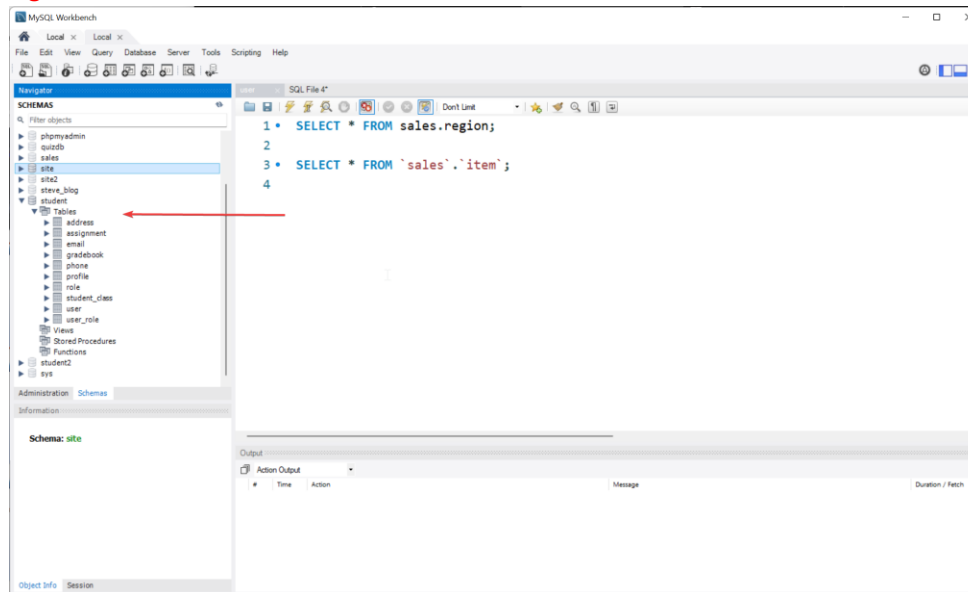 MySQL Workbench
Local × Local ×
File Edit View Query Database Server Tools Scripting Help
Navigator
SCHEMAS
Filter objects
phpmyadmin
quizdb
sales
site
site2
steve_blog
student
Tables
address
assignment
email
gradebook
phone
profile
role
student_class
user
user_role
Views
Stored Procedures
Functions
student2
sys
Administration Schemas
Information
Schema: site
Object Info Session
user × SQL File 4*
Don't Limit
1 SELECT * FROM sales.region;
2
3 SELECT * FROM `sales`.`item`;
4
Output
Action Output
# Time Action Message Duration / Fetch